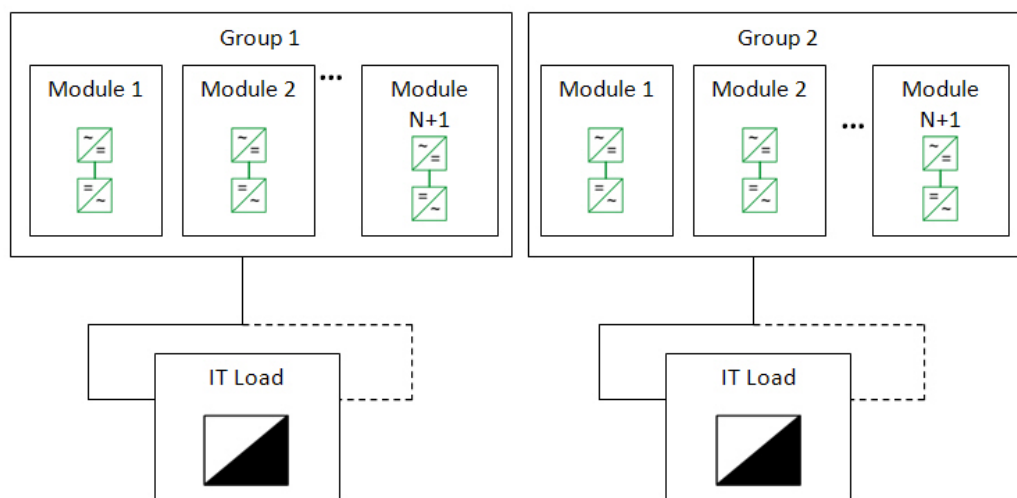 Group 1
Module 1
Module 2
...
Module
N+1
~
=
~
=
~
=
=
~
=
~
=
~
IT Load
Group 2
Module 1
Module 2
...
Module
N+1
~
=
~
=
~
=
=
~
=
~
=
~
IT Load